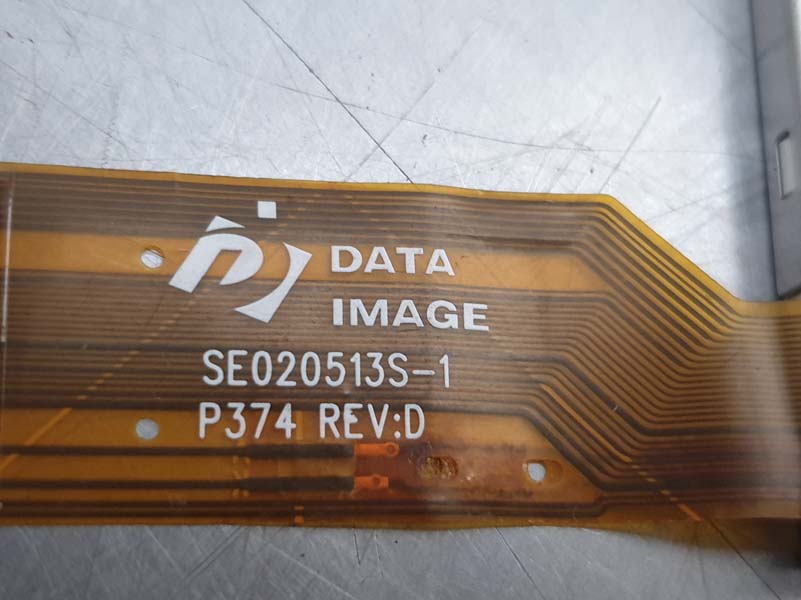 DATA
IMAGE
SE020513S-1
P374 REV:D